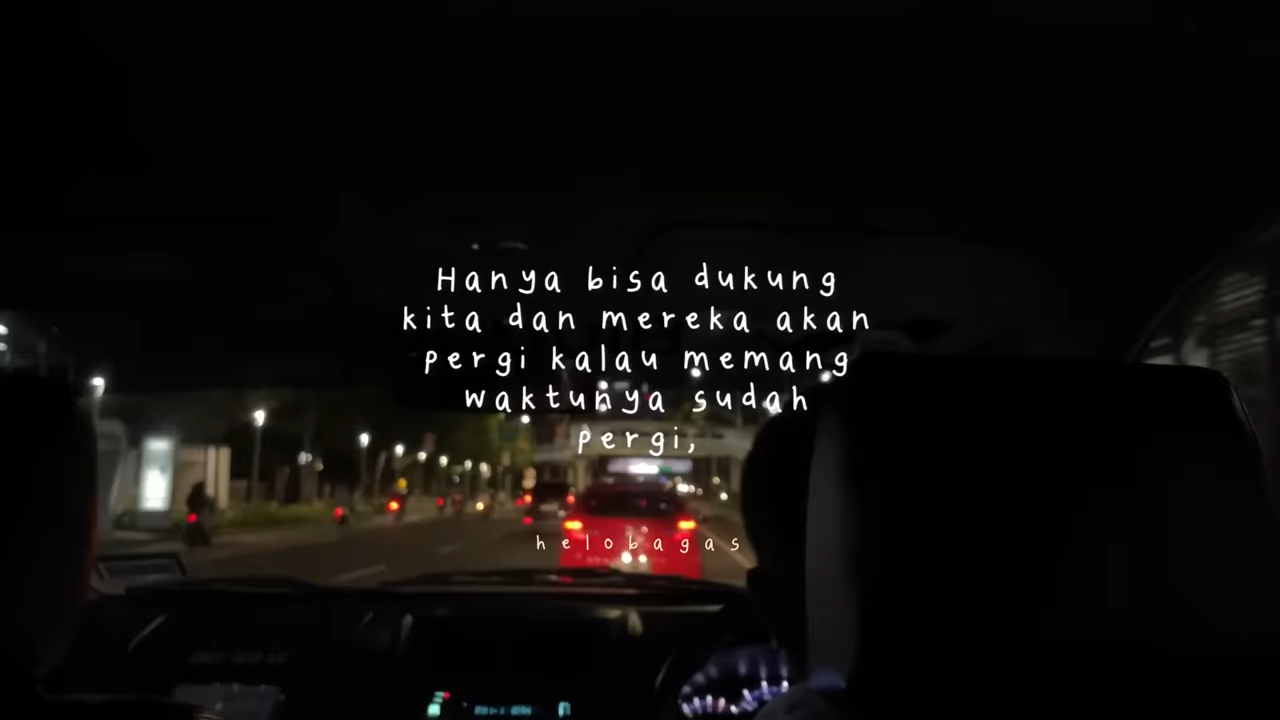 Hanya bisa dukung
kita dan mereka akan
pergi kalau memang
waktunya sudah
pergi,
helobagas